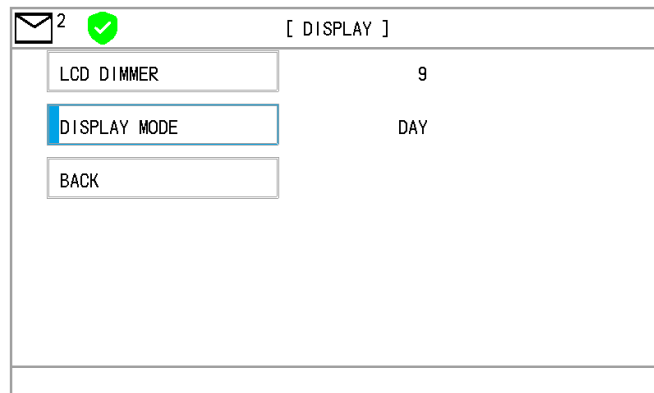 2
[ DISPLAY ]
LCD DIMMER 9
DISPLAY MODE DAY
BACK